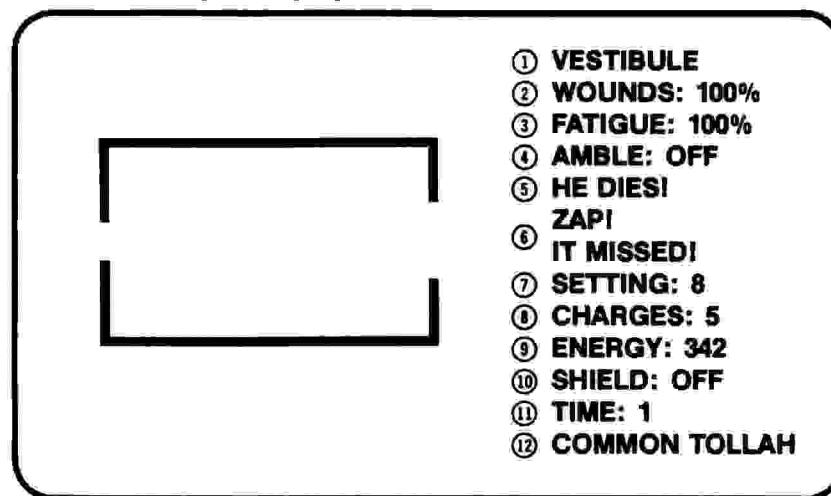 ① VESTIBULE
② WOUNDS: 100%
③ FATIGUE: 100%
④ AMBLE: OFF
⑤ HE DIES!
⑥ ZAP!
IT MISSED!
⑦ SETTING: 8
⑧ CHARGES: 5
⑨ ENERGY: 342
⑩ SHIELD: OFF
⑪ TIME: 1
⑫ COMMON TOLLAH